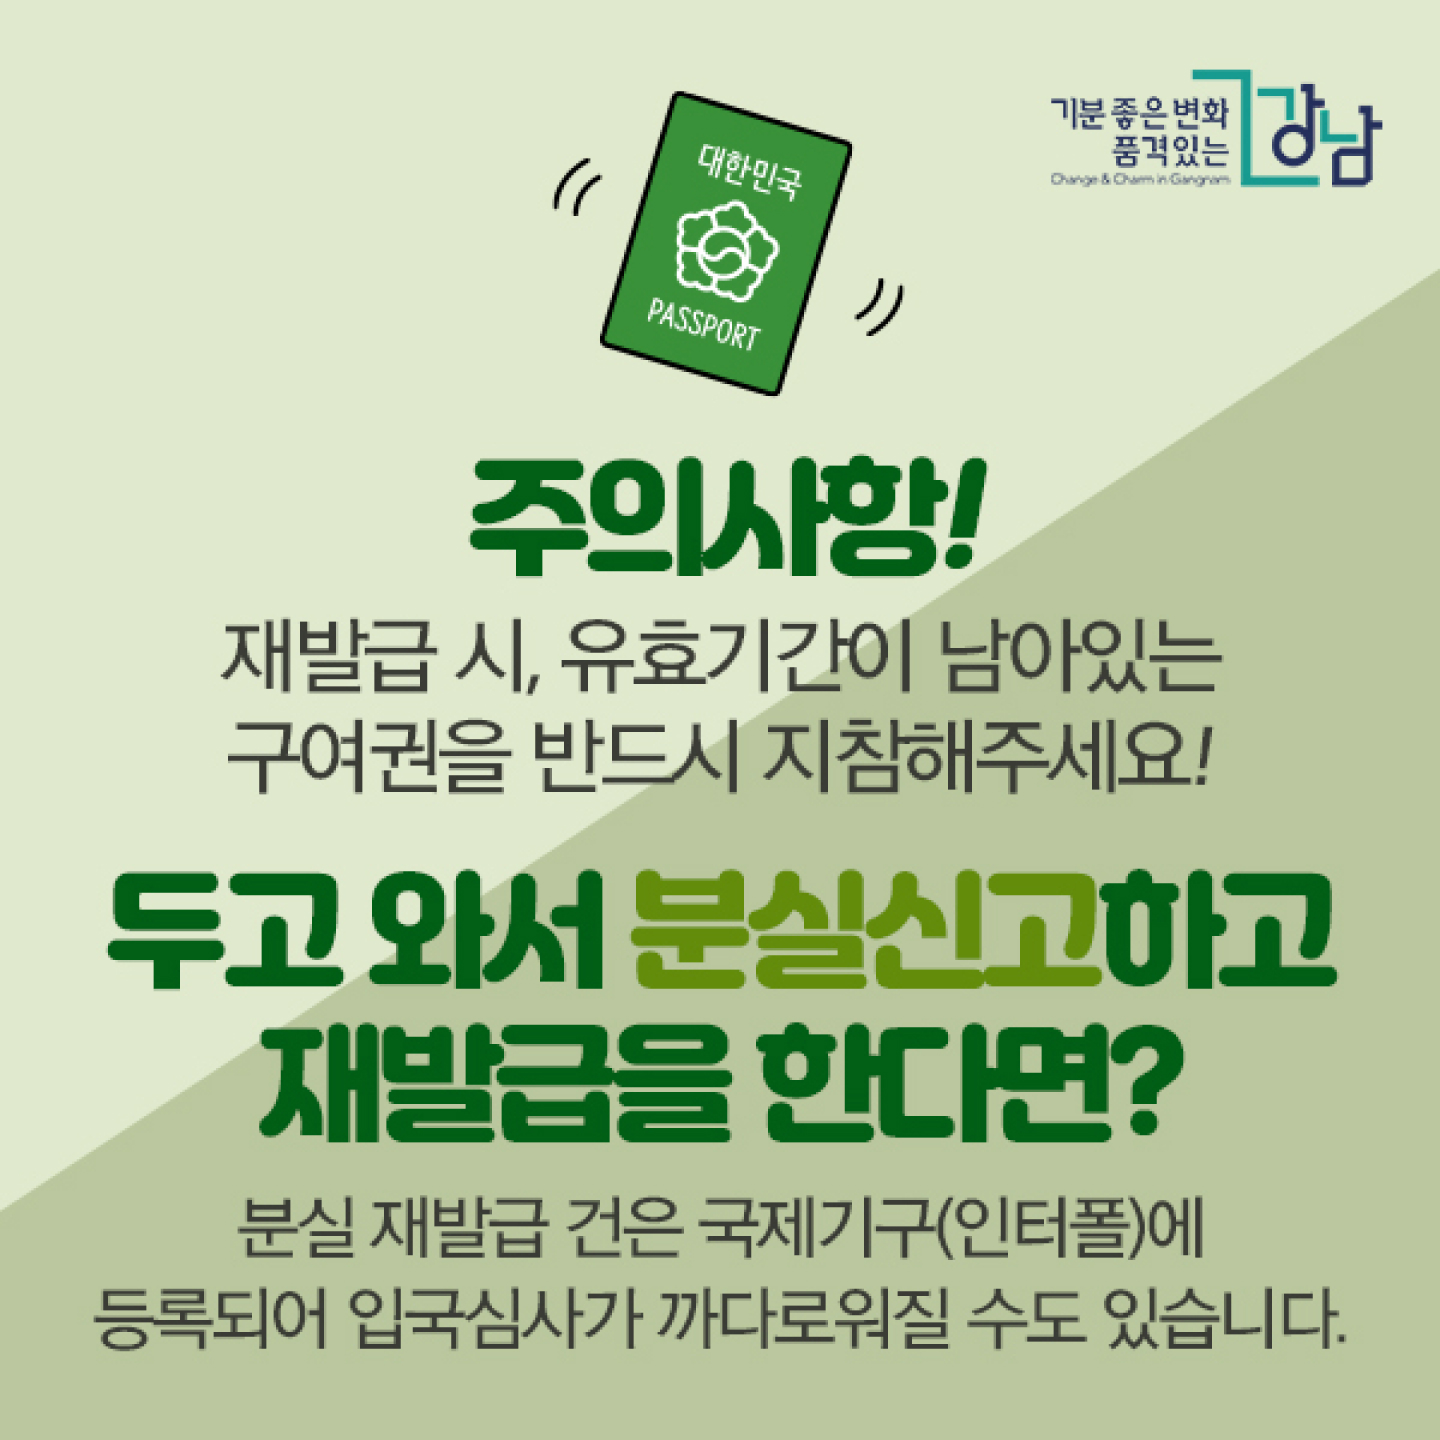 기분 좋은 변화
품격있는
강남
Change & Charm in Gangnam
대한민국
PASSPORT
주의사항!
재발급 시, 유효기간이 남아있는
구여권을 반드시 지참해주세요!
두고 와서 분실신고하고
재발급을 한다면?
분실 재발급 건은 국제기구(인터폴)에
등록되어 입국심사가 까다로워질 수도 있습니다.